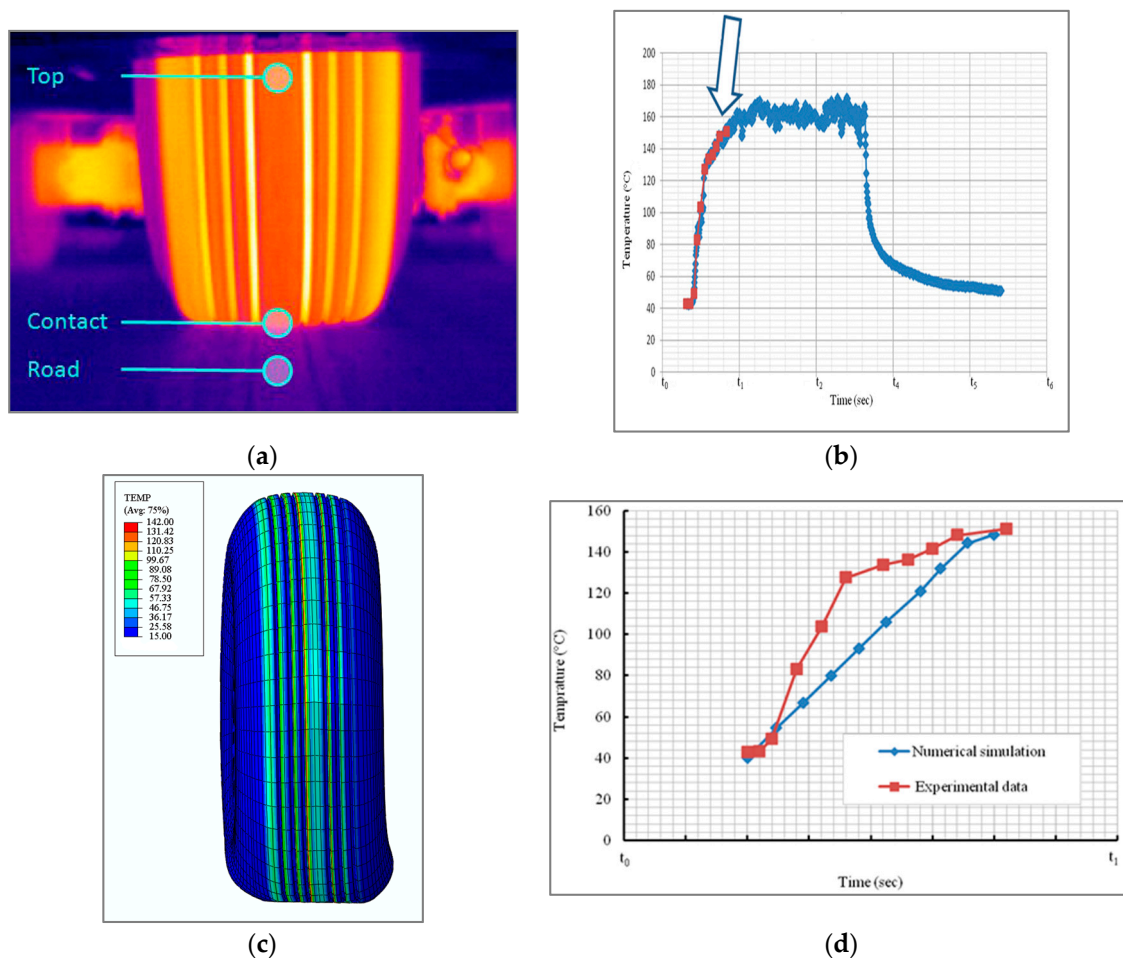 Top
Contact
Road
(a)
200
180
160
140
120
100
80
60
40
20
0
Temperature (°C)
t0
t1
t2
t4
t5
t6
Time (sec)
(b)
TEMP
(Avg: 75%)
142.00
131.42
120.83
110.25
99.67
89.08
78.50
67.92
57.33
46.75
36.17
25.58
15.00
(c)
160
140
120
100
80
60
40
20
0
Temprature (°C)
Numerical simulation
Experimental data
t0
t1
Time (sec)
(d)